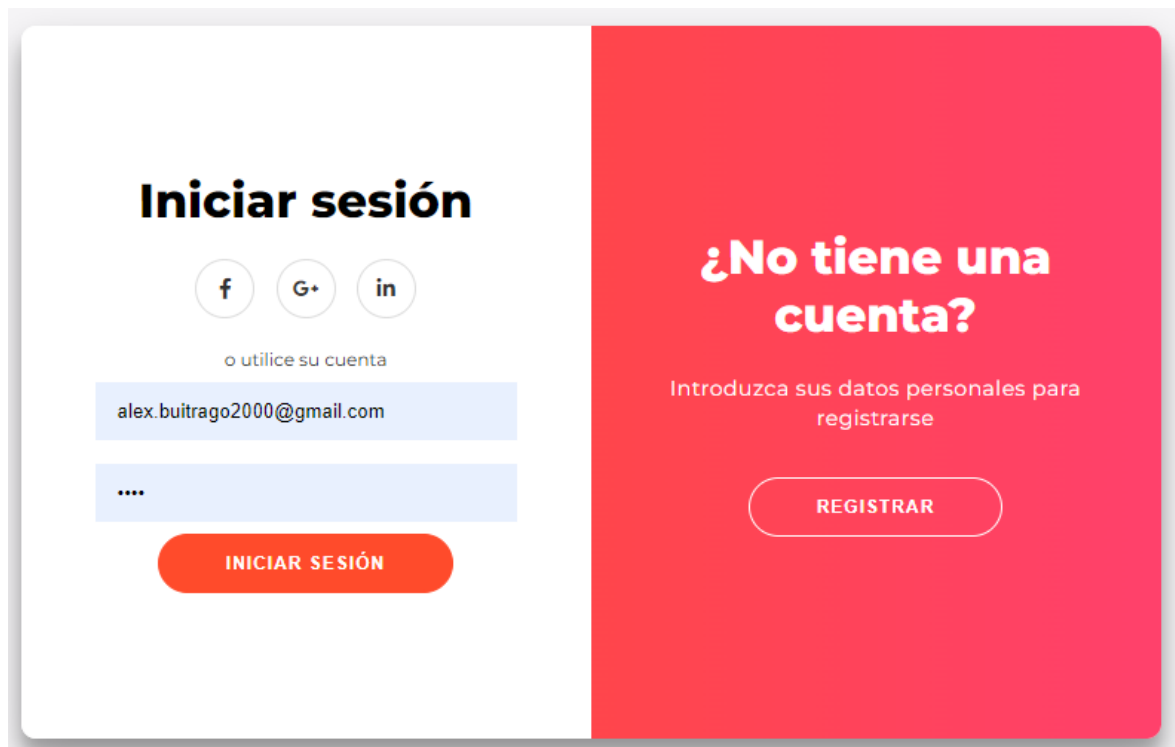 Iniciar sesión
f
G+
in
o utilice su cuenta
alex.buitrago2000@gmail.com
••••
INICIAR SESIÓN
¿No tiene una
cuenta?
Introduzca sus datos personales para
registrarse
REGISTRAR